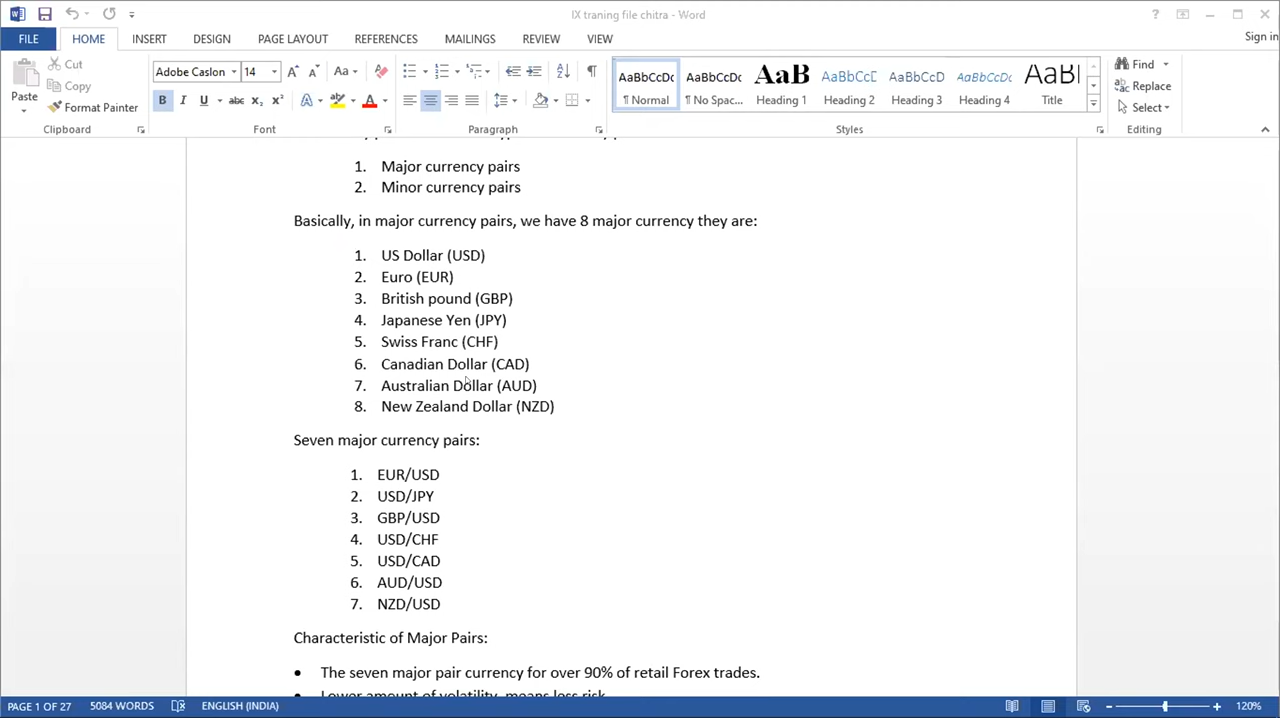 IX traning file chitra - Word
?
Sign in
FILE HOME INSERT DESIGN PAGE LAYOUT REFERENCES MAILINGS REVIEW VIEW
Paste
Cut
Copy
Format Painter
Clipboard
Adobe Caslon 14
Aa
B I U abc x₂ x² A ab A
Font
Paragraph
AaBbCcDc AaBbCcDc AaB AaBbCcD AaBbCcD AaBbCcD AaBl
¶ Normal ¶ No Spac... Heading 1 Heading 2 Heading 3 Heading 4 Title
Styles
Find
Replace
Select
Editing
1. Major currency pairs
2. Minor currency pairs
Basically, in major currency pairs, we have 8 major currency they are:
1. US Dollar (USD)
2. Euro (EUR)
3. British pound (GBP)
4. Japanese Yen (JPY)
5. Swiss Franc (CHF)
6. Canadian Dollar (CAD)
7. Australian Dollar (AUD)
8. New Zealand Dollar (NZD)
Seven major currency pairs:
1. EUR/USD
2. USD/JPY
3. GBP/USD
4. USD/CHF
5. USD/CAD
6. AUD/USD
7. NZD/USD
Characteristic of Major Pairs:
• The seven major pair currency for over 90% of retail Forex trades.
• Lower amount of volatility, means less risk
PAGE 1 OF 27 5084 WORDS ENGLISH (INDIA) 120%